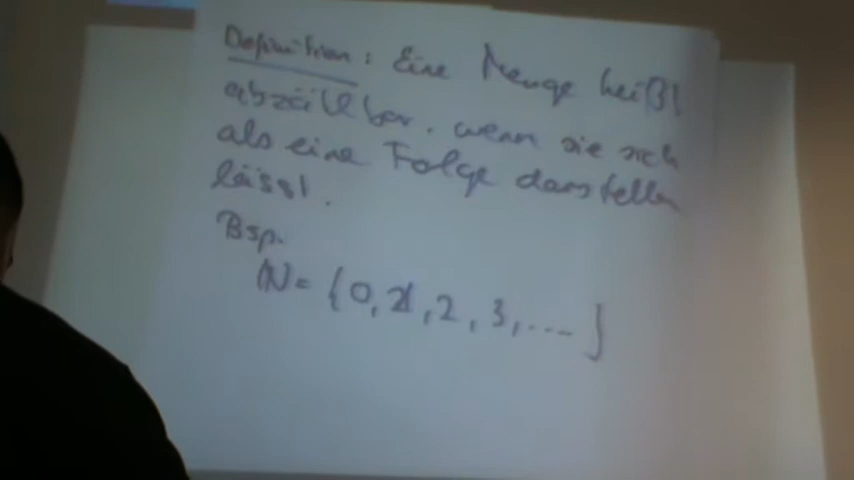 Definition: Eine Menge heißt
abzählbar, wenn sie sich
als eine Folge darstellen
lässt.
Bsp.
ℕ = {0, 1, 2, 3, .... }